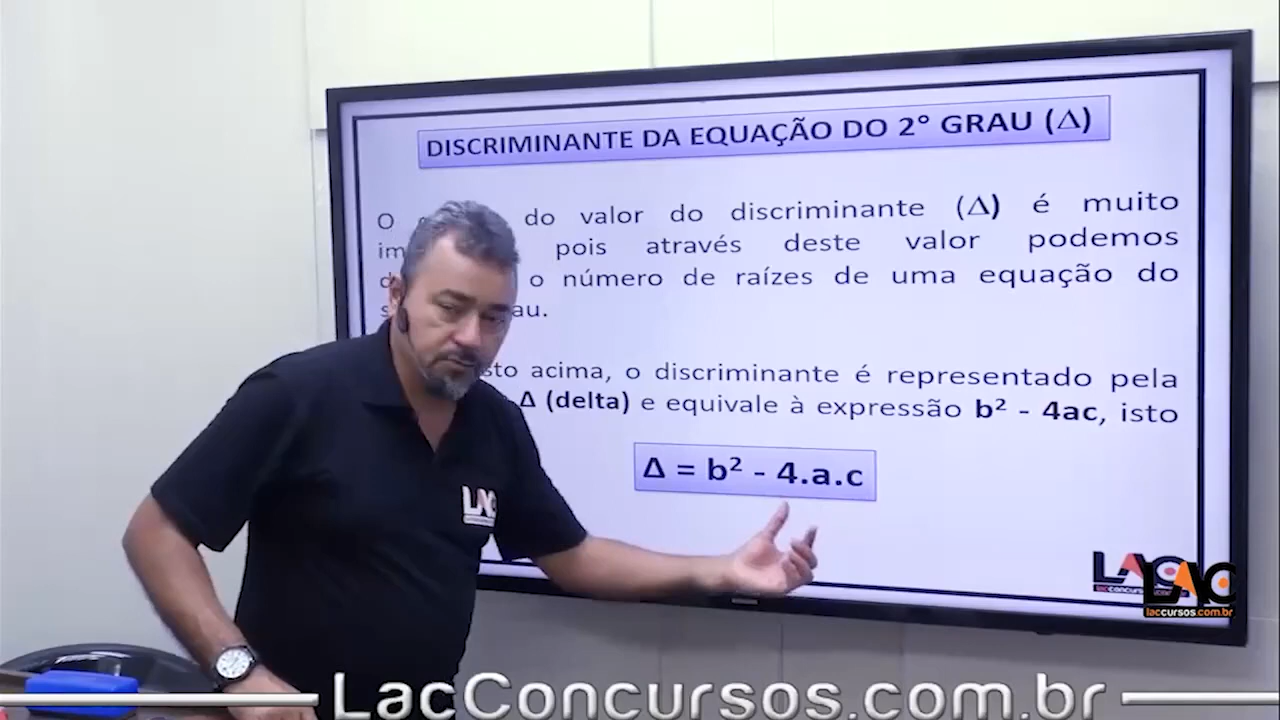 DISCRIMINANTE DA EQUAÇÃO DO 2° GRAU (Δ)
O do valor do discriminante (Δ) é muito
pois através deste valor podemos
o número de raízes de uma equação do
acima, o discriminante é representado pela
Δ (delta) e equivale à expressão b² - 4ac, isto
Δ = b² - 4.a.c
LAC
LAC
laccursos.com.br
LacConcursos.com.br